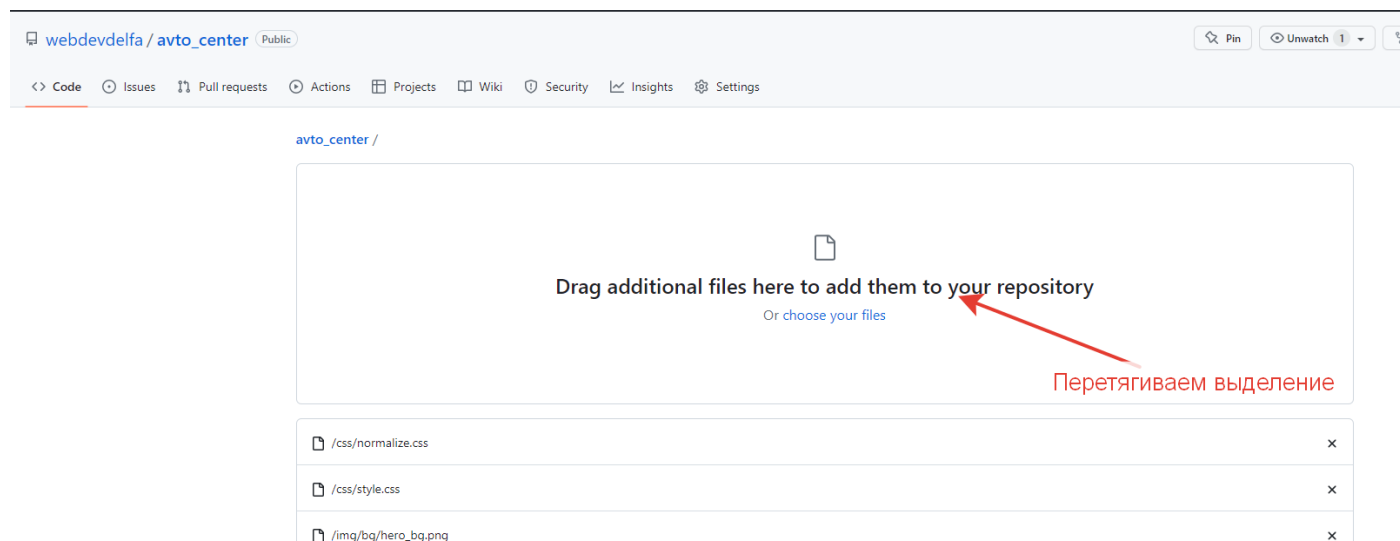 webdevdelfa / avto_center Public Pin Unwatch 1
Code Issues Pull requests Actions Projects Wiki Security Insights Settings
avto_center /
Drag additional files here to add them to your repository
Or choose your files
Перетягиваем выделение
/css/normalize.css
/css/style.css
/img/bg/hero_bg.png